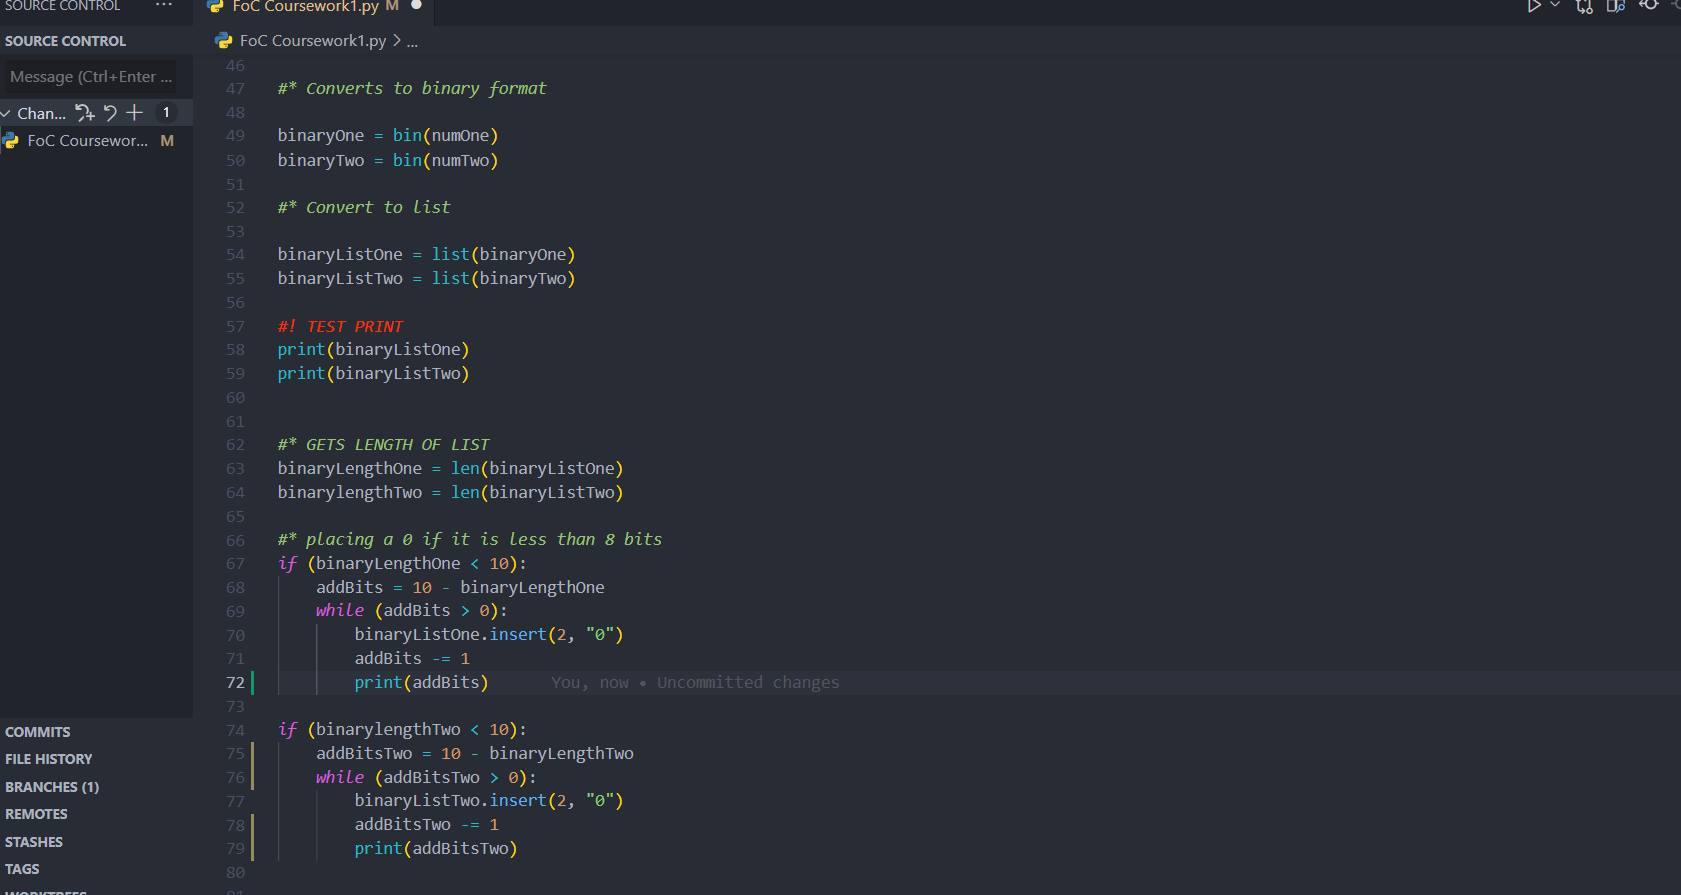 SOURCE CONTROL ...
FoC Coursework1.py M
SOURCE CONTROL
FoC Coursework1.py > ...
Message (Ctrl+Enter ...
Chan... 1
FoC Coursewor... M
46
47 #* Converts to binary format
48
49 binaryOne = bin(numOne)
50 binaryTwo = bin(numTwo)
51
52 #* Convert to list
53
54 binaryListOne = list(binaryOne)
55 binaryListTwo = list(binaryTwo)
56
57 #! TEST PRINT
58 print(binaryListOne)
59 print(binaryListTwo)
60
61
62 #* GETS LENGTH OF LIST
63 binaryLengthOne = len(binaryListOne)
64 binarylengthTwo = len(binaryListTwo)
65
66 #* placing a 0 if it is less than 8 bits
67 if (binaryLengthOne < 10):
68 addBits = 10 - binaryLengthOne
69 while (addBits > 0):
70 binaryListOne.insert(2, "0")
71 addBits -= 1
72 print(addBits) You, now • Uncommitted changes
73
74 if (binarylengthTwo < 10):
75 addBitsTwo = 10 - binaryLengthTwo
76 while (addBitsTwo > 0):
77 binaryListTwo.insert(2, "0")
78 addBitsTwo -= 1
79 print(addBitsTwo)
80
81
COMMITS
FILE HISTORY
BRANCHES (1)
REMOTES
STASHES
TAGS
WORKTREES